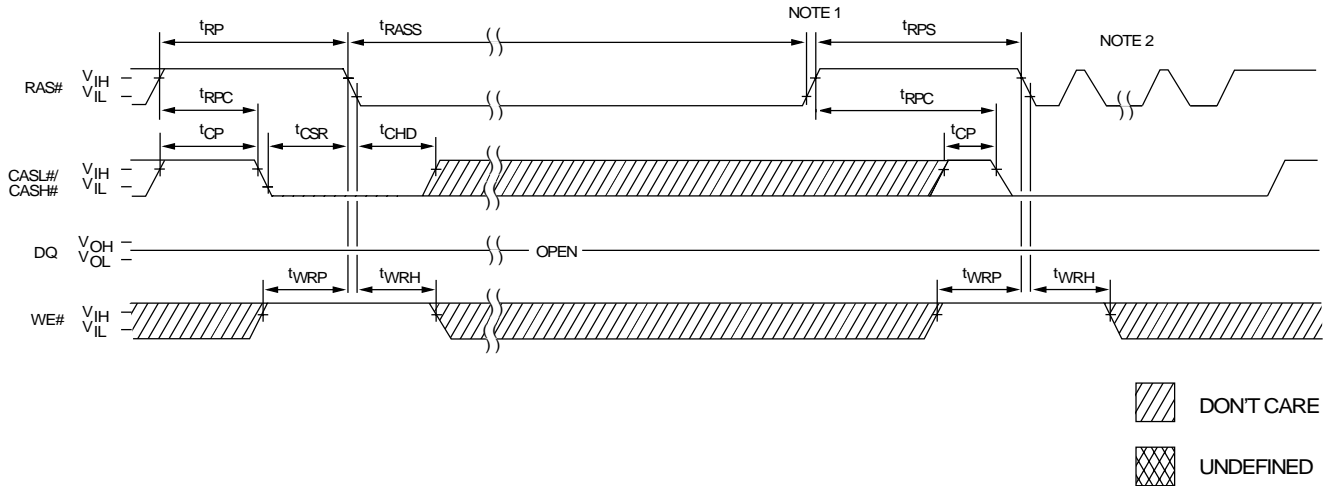 NOTE 1
tRP
tRASS
tRPS
NOTE 2
RAS#
VIH
VIL
tRPC
tRPC
tCP
tCSR
tCHD
tCP
CASL#/
CASH#
VIH
VIL
DQ
VOH
VOL
OPEN
tWRP
tWRH
tWRP
tWRH
WE#
VIH
VIL
DON'T CARE
UNDEFINED